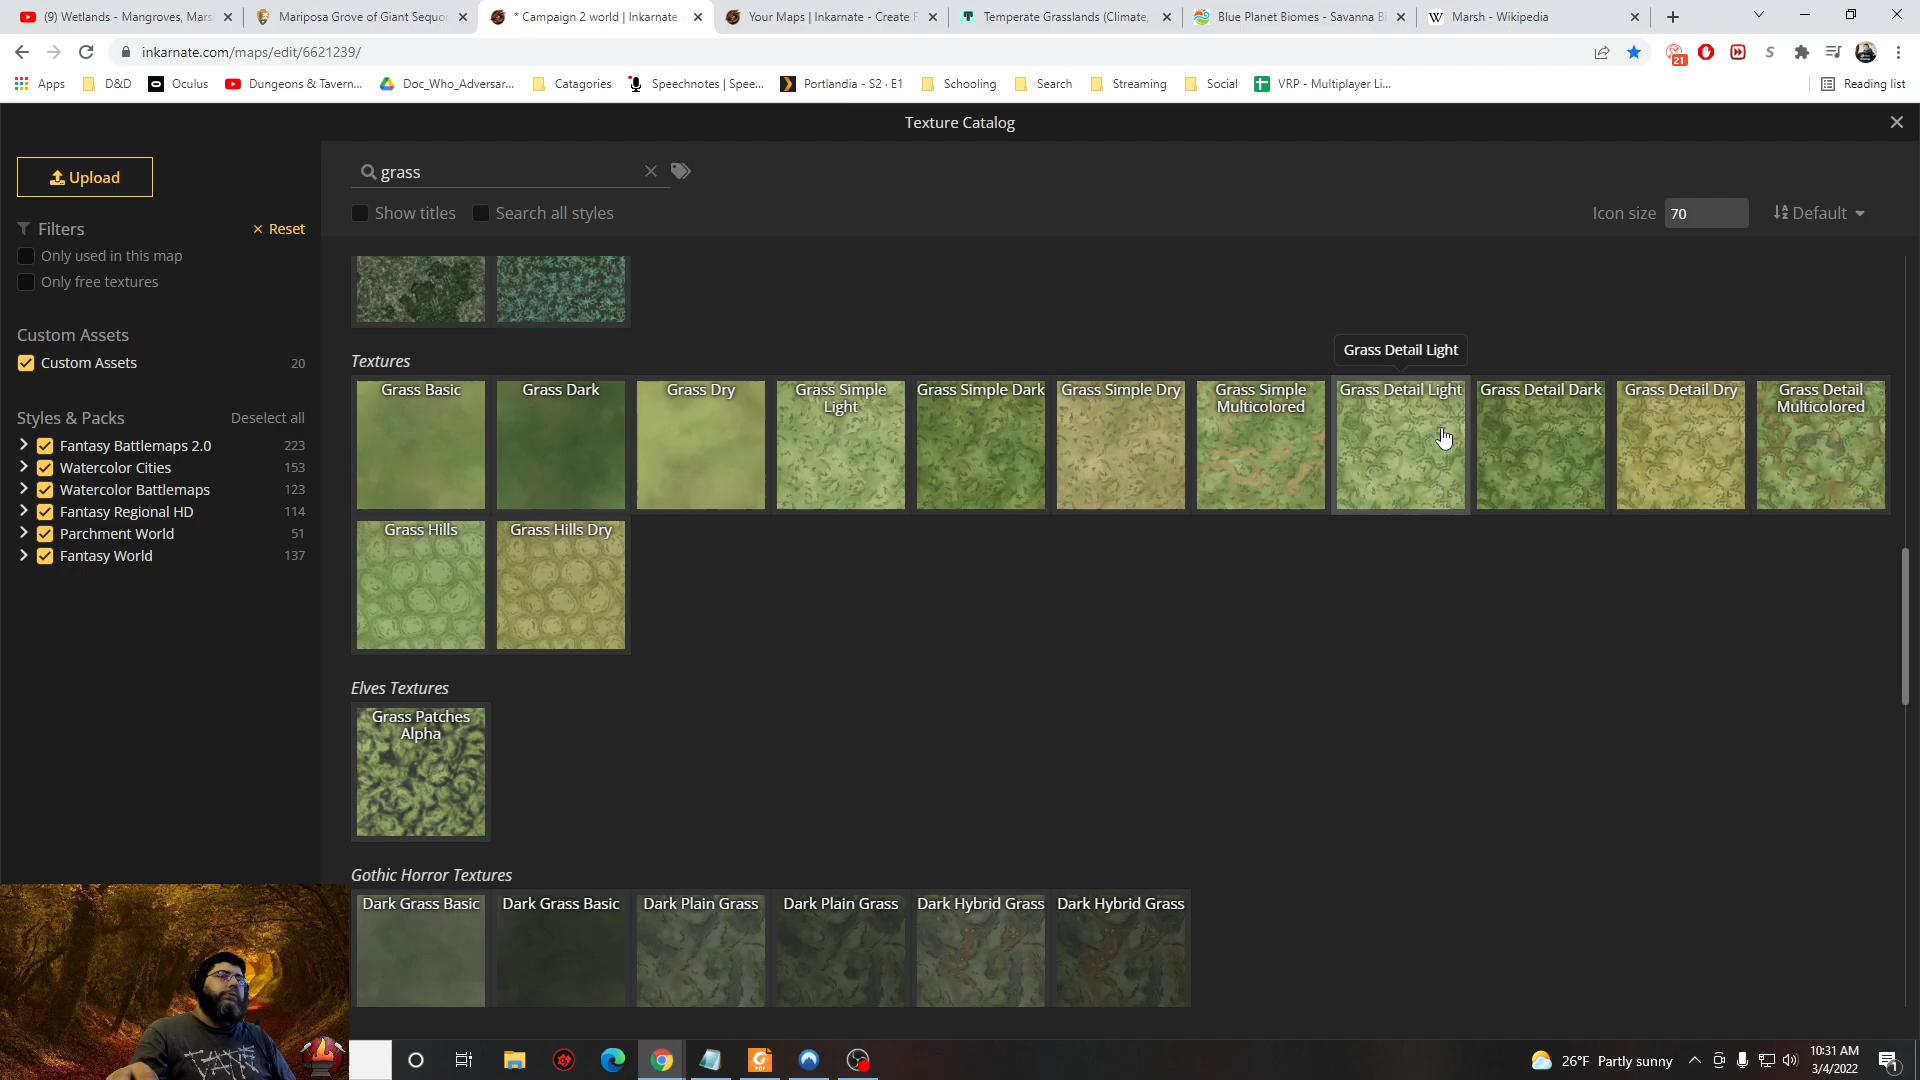 (9) Wetlands - Mangroves, Mars
Mariposa Grove of Giant Sequoi
* Campaign 2 world | Inkarnate
Your Maps | Inkarnate - Create F
Temperate Grasslands (Climate,
Blue Planet Biomes - Savanna B
Marsh - Wikipedia
inkarnate.com/maps/edit/6621239/
21
Apps D&D Oculus Dungeons & Tavern... Doc_Who_Adversar... Catagories Speechnotes | Spee... Portlandia - S2 · E1 Schooling Search Streaming Social VRP - Multiplayer Li... Reading list
Texture Catalog
Upload
grass
Show titles Search all styles
Icon size 70 Default
Filters Reset
Only used in this map
Only free textures
Custom Assets
Custom Assets 20
Styles & Packs Deselect all
Fantasy Battlemaps 2.0 223
Watercolor Cities 153
Watercolor Battlemaps 123
Fantasy Regional HD 114
Parchment World 51
Fantasy World 137
Textures
Grass Detail Light
Grass Basic
Grass Dark
Grass Dry
Grass Simple
Light
Grass Simple Dark
Grass Simple Dry
Grass Simple
Multicolored
Grass Detail Light
Grass Detail Dark
Grass Detail Dry
Grass Detail
Multicolored
Grass Hills
Grass Hills Dry
Elves Textures
Grass Patches
Alpha
Gothic Horror Textures
Dark Grass Basic
Dark Grass Basic
Dark Plain Grass
Dark Plain Grass
Dark Hybrid Grass
Dark Hybrid Grass
26°F Partly sunny
10:31 AM
3/4/2022
1